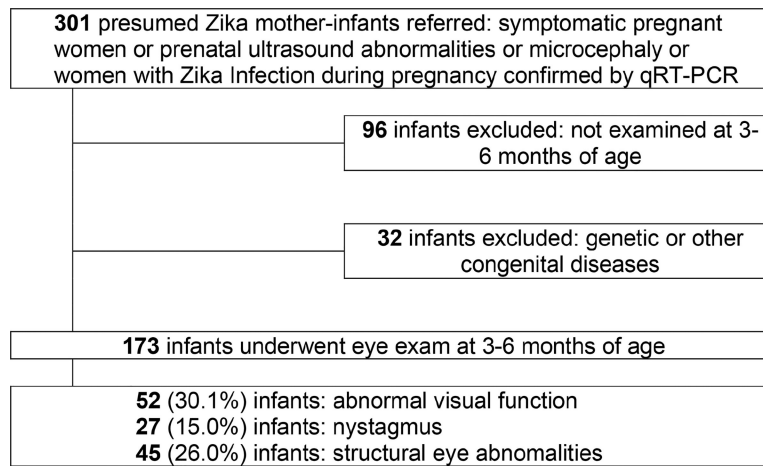 301 presumed Zika mother-infants referred: symptomatic pregnant
women or prenatal ultrasound abnormalities or microcephaly or
women with Zika Infection during pregnancy confirmed by qRT-PCR
96 infants excluded: not examined at 3-
6 months of age
32 infants excluded: genetic or other
congenital diseases
173 infants underwent eye exam at 3-6 months of age
52 (30.1%) infants: abnormal visual function
27 (15.0%) infants: nystagmus
45 (26.0%) infants: structural eye abnomalities